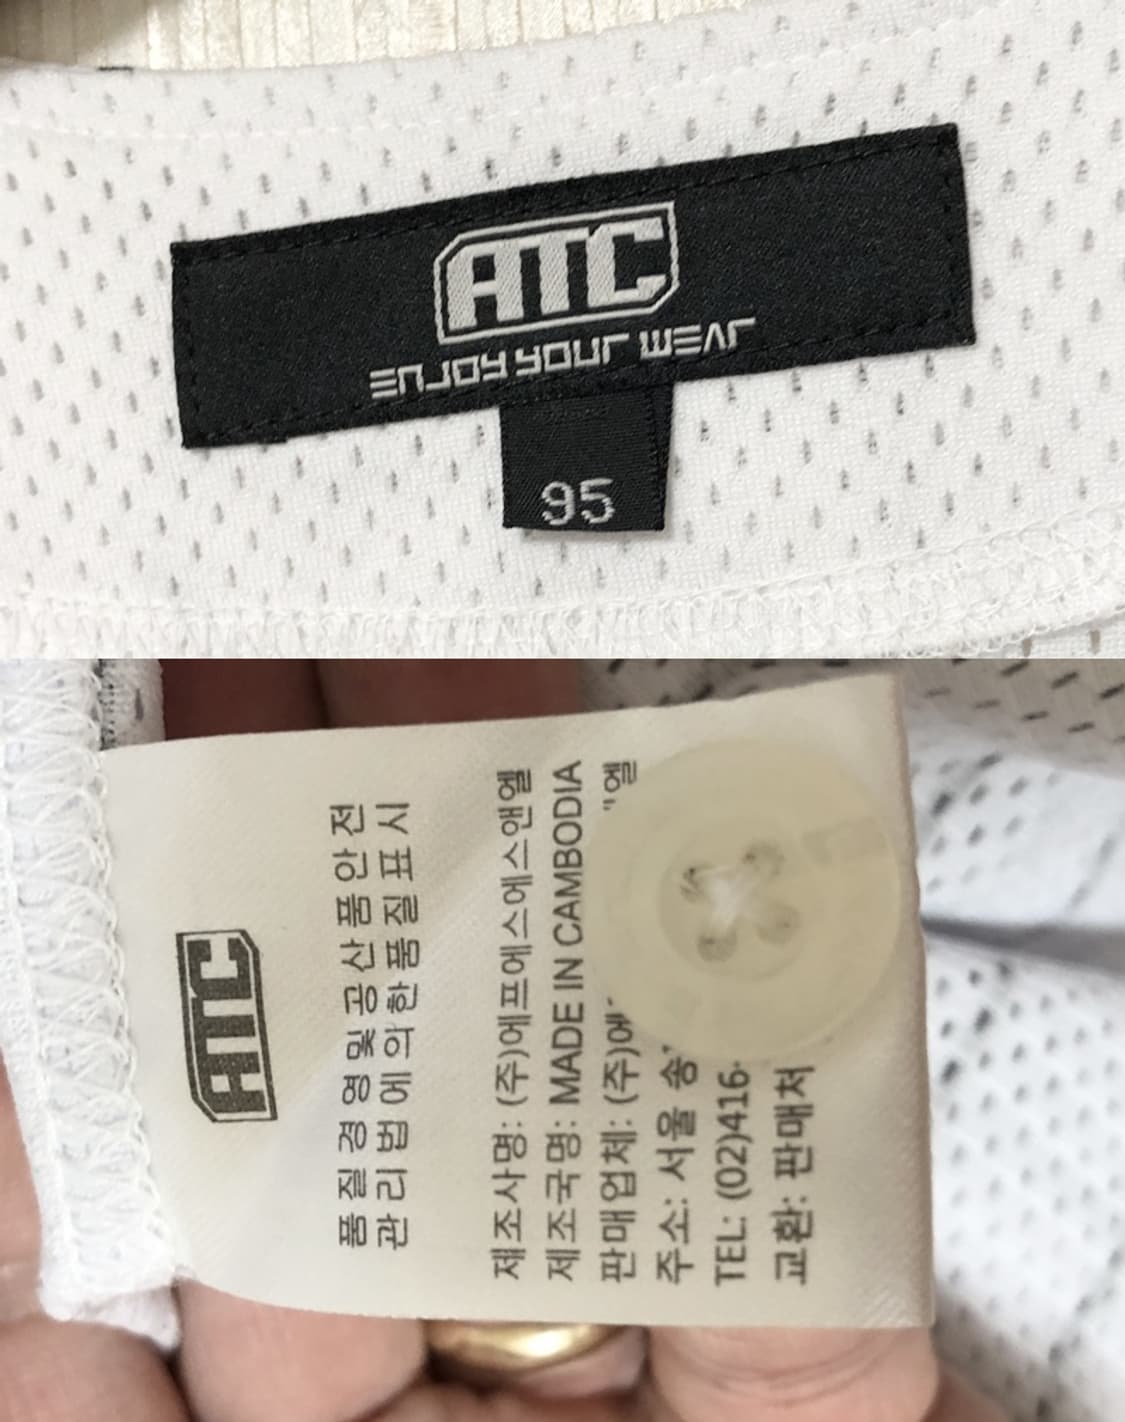 ATC
ENJOY YOUR WEAR
95
ATC
품질경영및공산품안전
관리법에의한품질표시
제조사명: (주)에프에스에스앤엘
제조국명: MADE IN CAMBODIA
판매업체: (주)에 "엘
주소: 서울 송
TEL: (02)416-
교환: 판매처